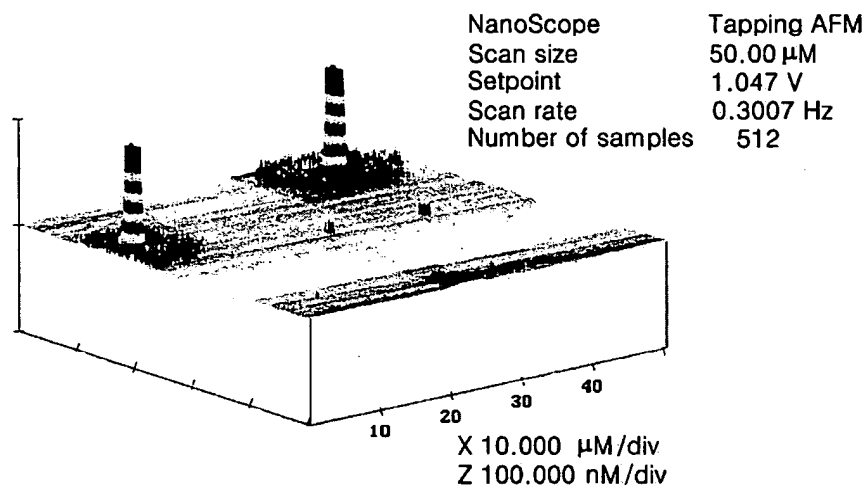 NanoScope Tapping AFM
Scan size 50.00 μM
Setpoint 1.047 V
Scan rate 0.3007 Hz
Number of samples 512
10 20 30 40
X 10.000 μM/div
Z 100.000 nM/div